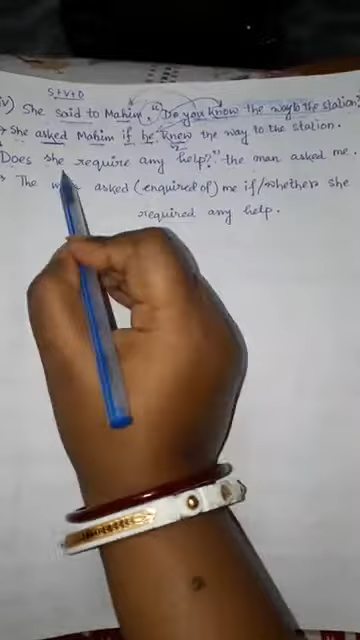 S+V+O
iv) She said to Mahim, "Do you know the way to the station?
→ She asked Mahim if he knew the way to the station.
Does she require any help?" the man asked me.
The asked (enquired of) me if/whether she
required any help.